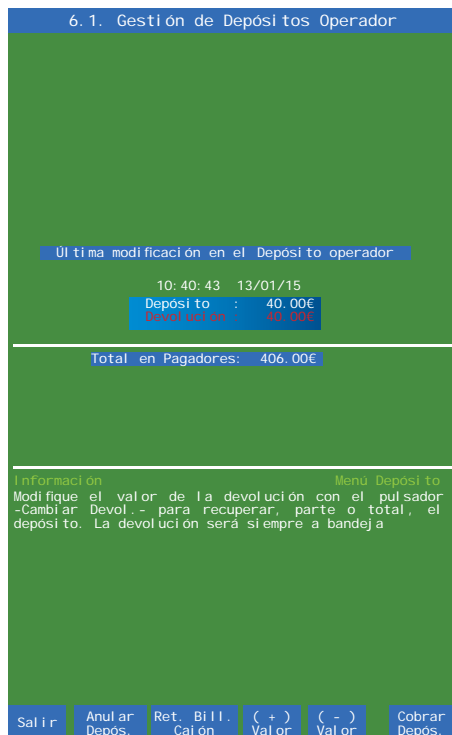 6.1. Gestión de Depósitos Operador
Última modificación en el Depósito operador
10:40:43 13/01/15
Depósito : 40.00€
Devolución : 40.00€
Total en Pagadores: 406.00€
Información Menú Depósito
Modifique el valor de la devolución con el pulsador
-Cambiar Devol.- para recuperar, parte o total, el
depósito. La devolución será siempre a bandeja
Salir Anular Ret. Bill. ( + ) ( - ) Cobrar
Depós. Cajón Valor Valor Depós.